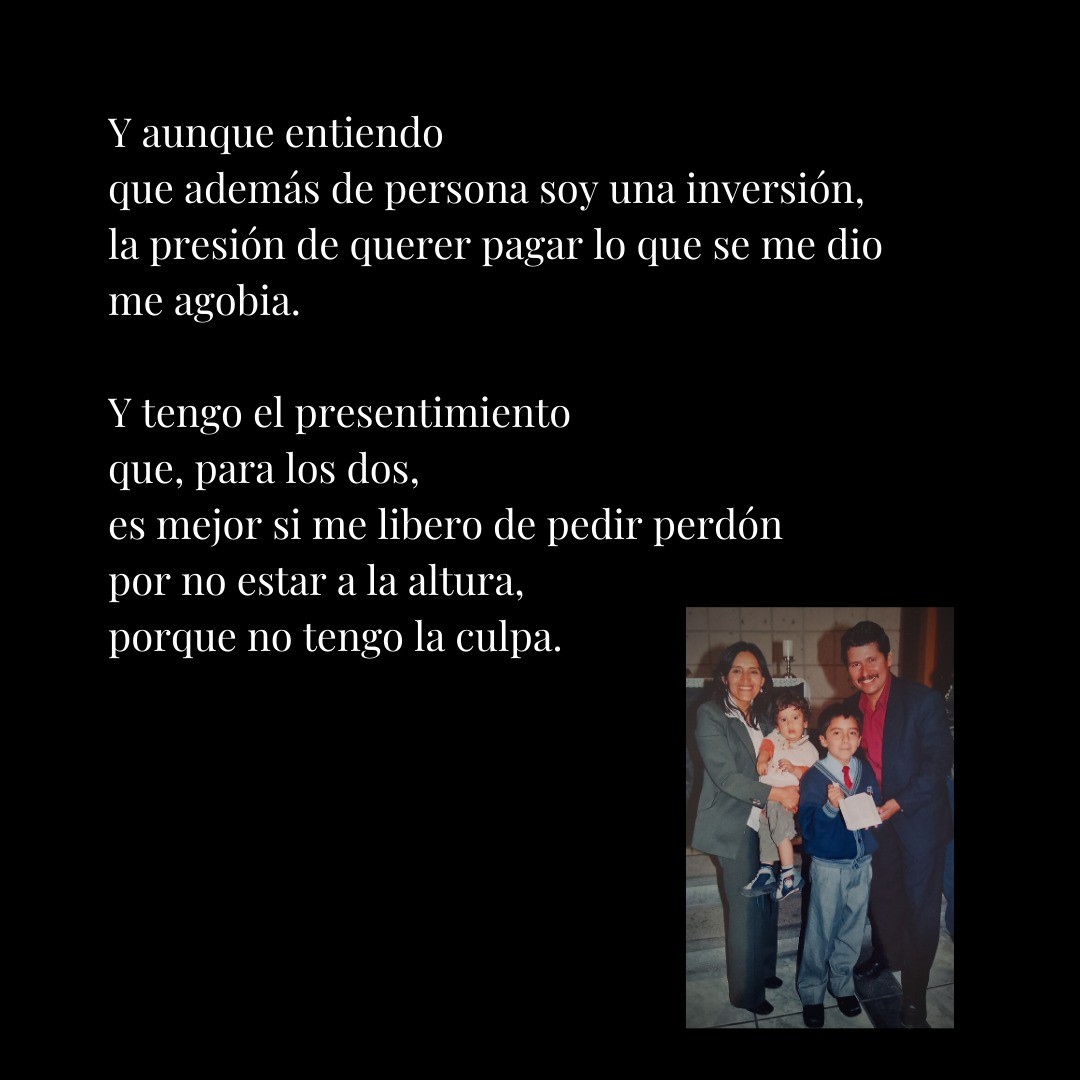 Y aunque entiendo
que además de persona soy una inversión,
la presión de querer pagar lo que se me dio
me agobia.
Y tengo el presentimiento
que, para los dos,
es mejor si me libero de pedir perdón
por no estar a la altura,
porque no tengo la culpa.